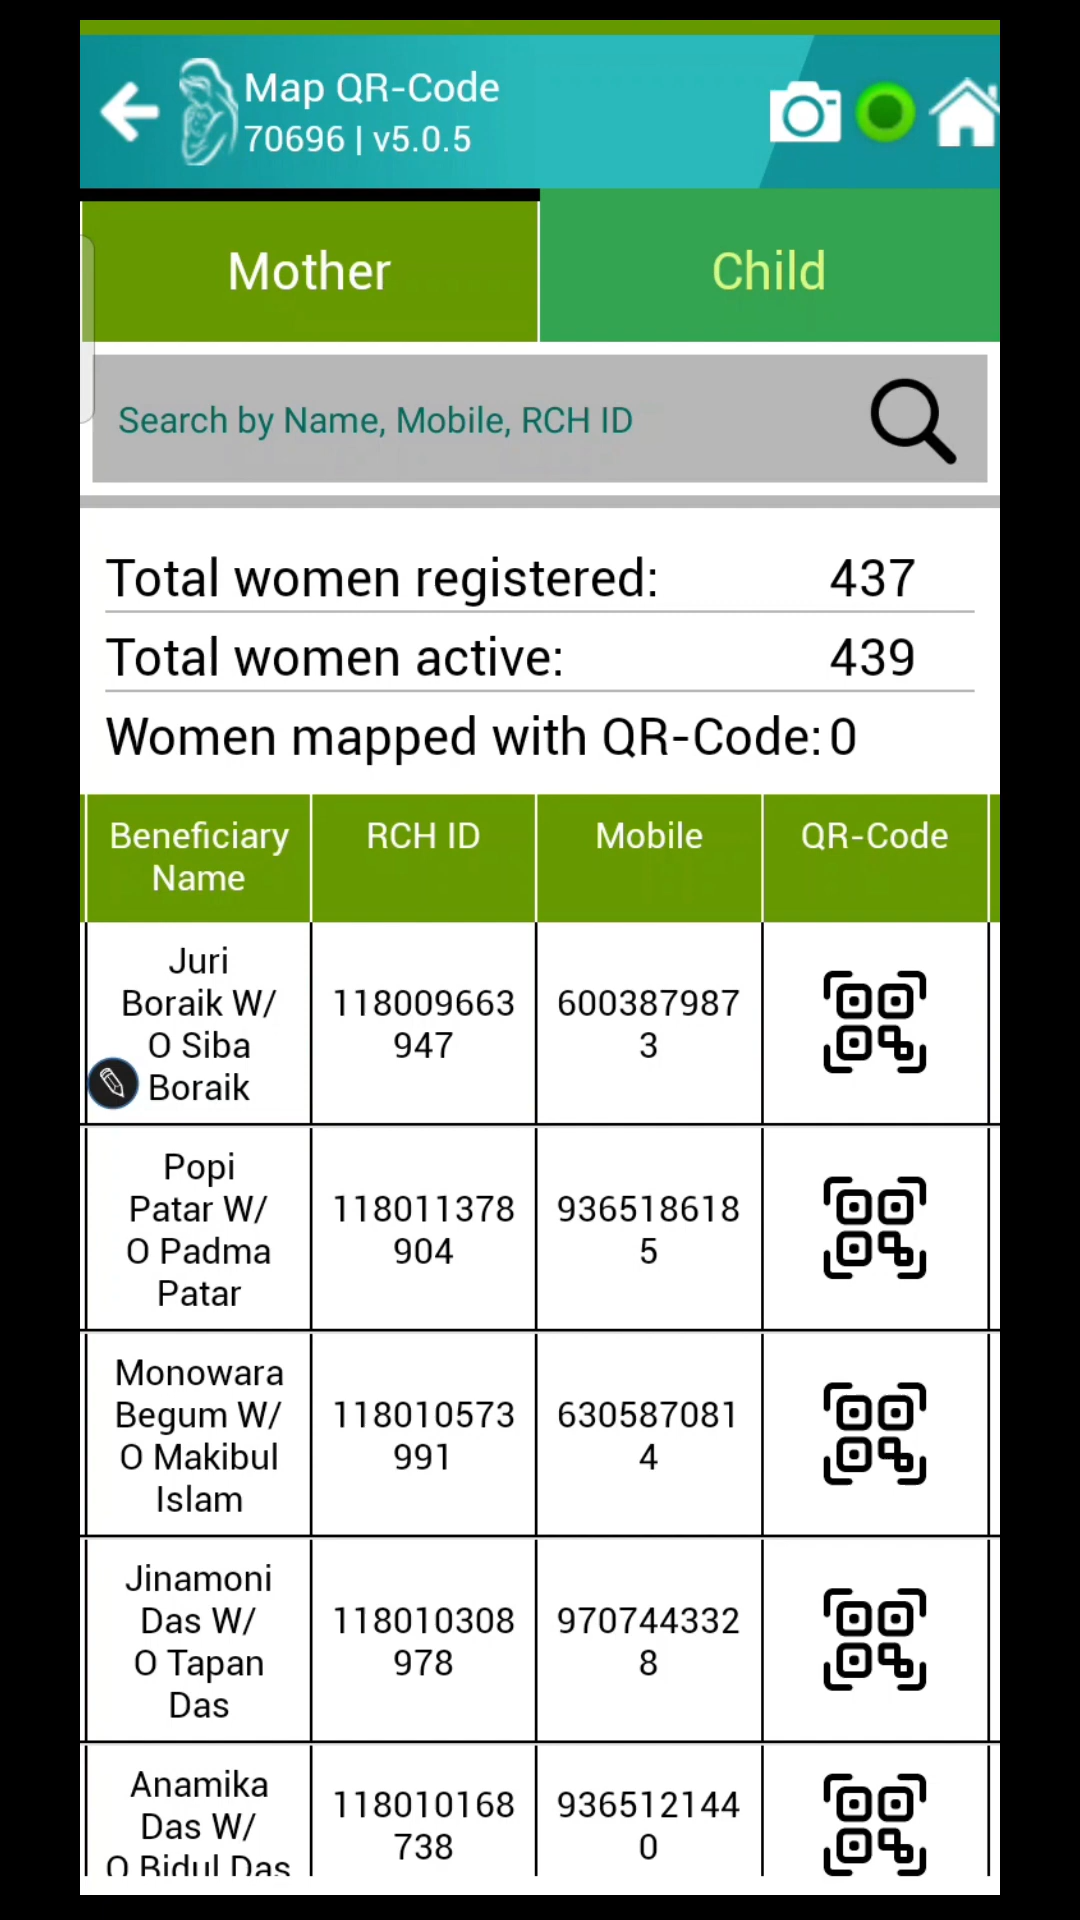 Map QR-Code
70696 | v5.0.5
Mother
Child
Search by Name, Mobile, RCH ID
Total women registered: 437
Total women active: 439
Women mapped with QR-Code: 0
Beneficiary Name
RCH ID
Mobile
QR-Code
Juri
Boraik W/
O Siba
Boraik
118009663
947
600387987
3
Popi
Patar W/
O Padma
Patar
118011378
904
936518618
5
Monowara
Begum W/
O Makibul
Islam
118010573
991
630587081
4
Jinamoni
Das W/
O Tapan
Das
118010308
978
970744332
8
Anamika
Das W/
O Bidul Das
118010168
738
936512144
0